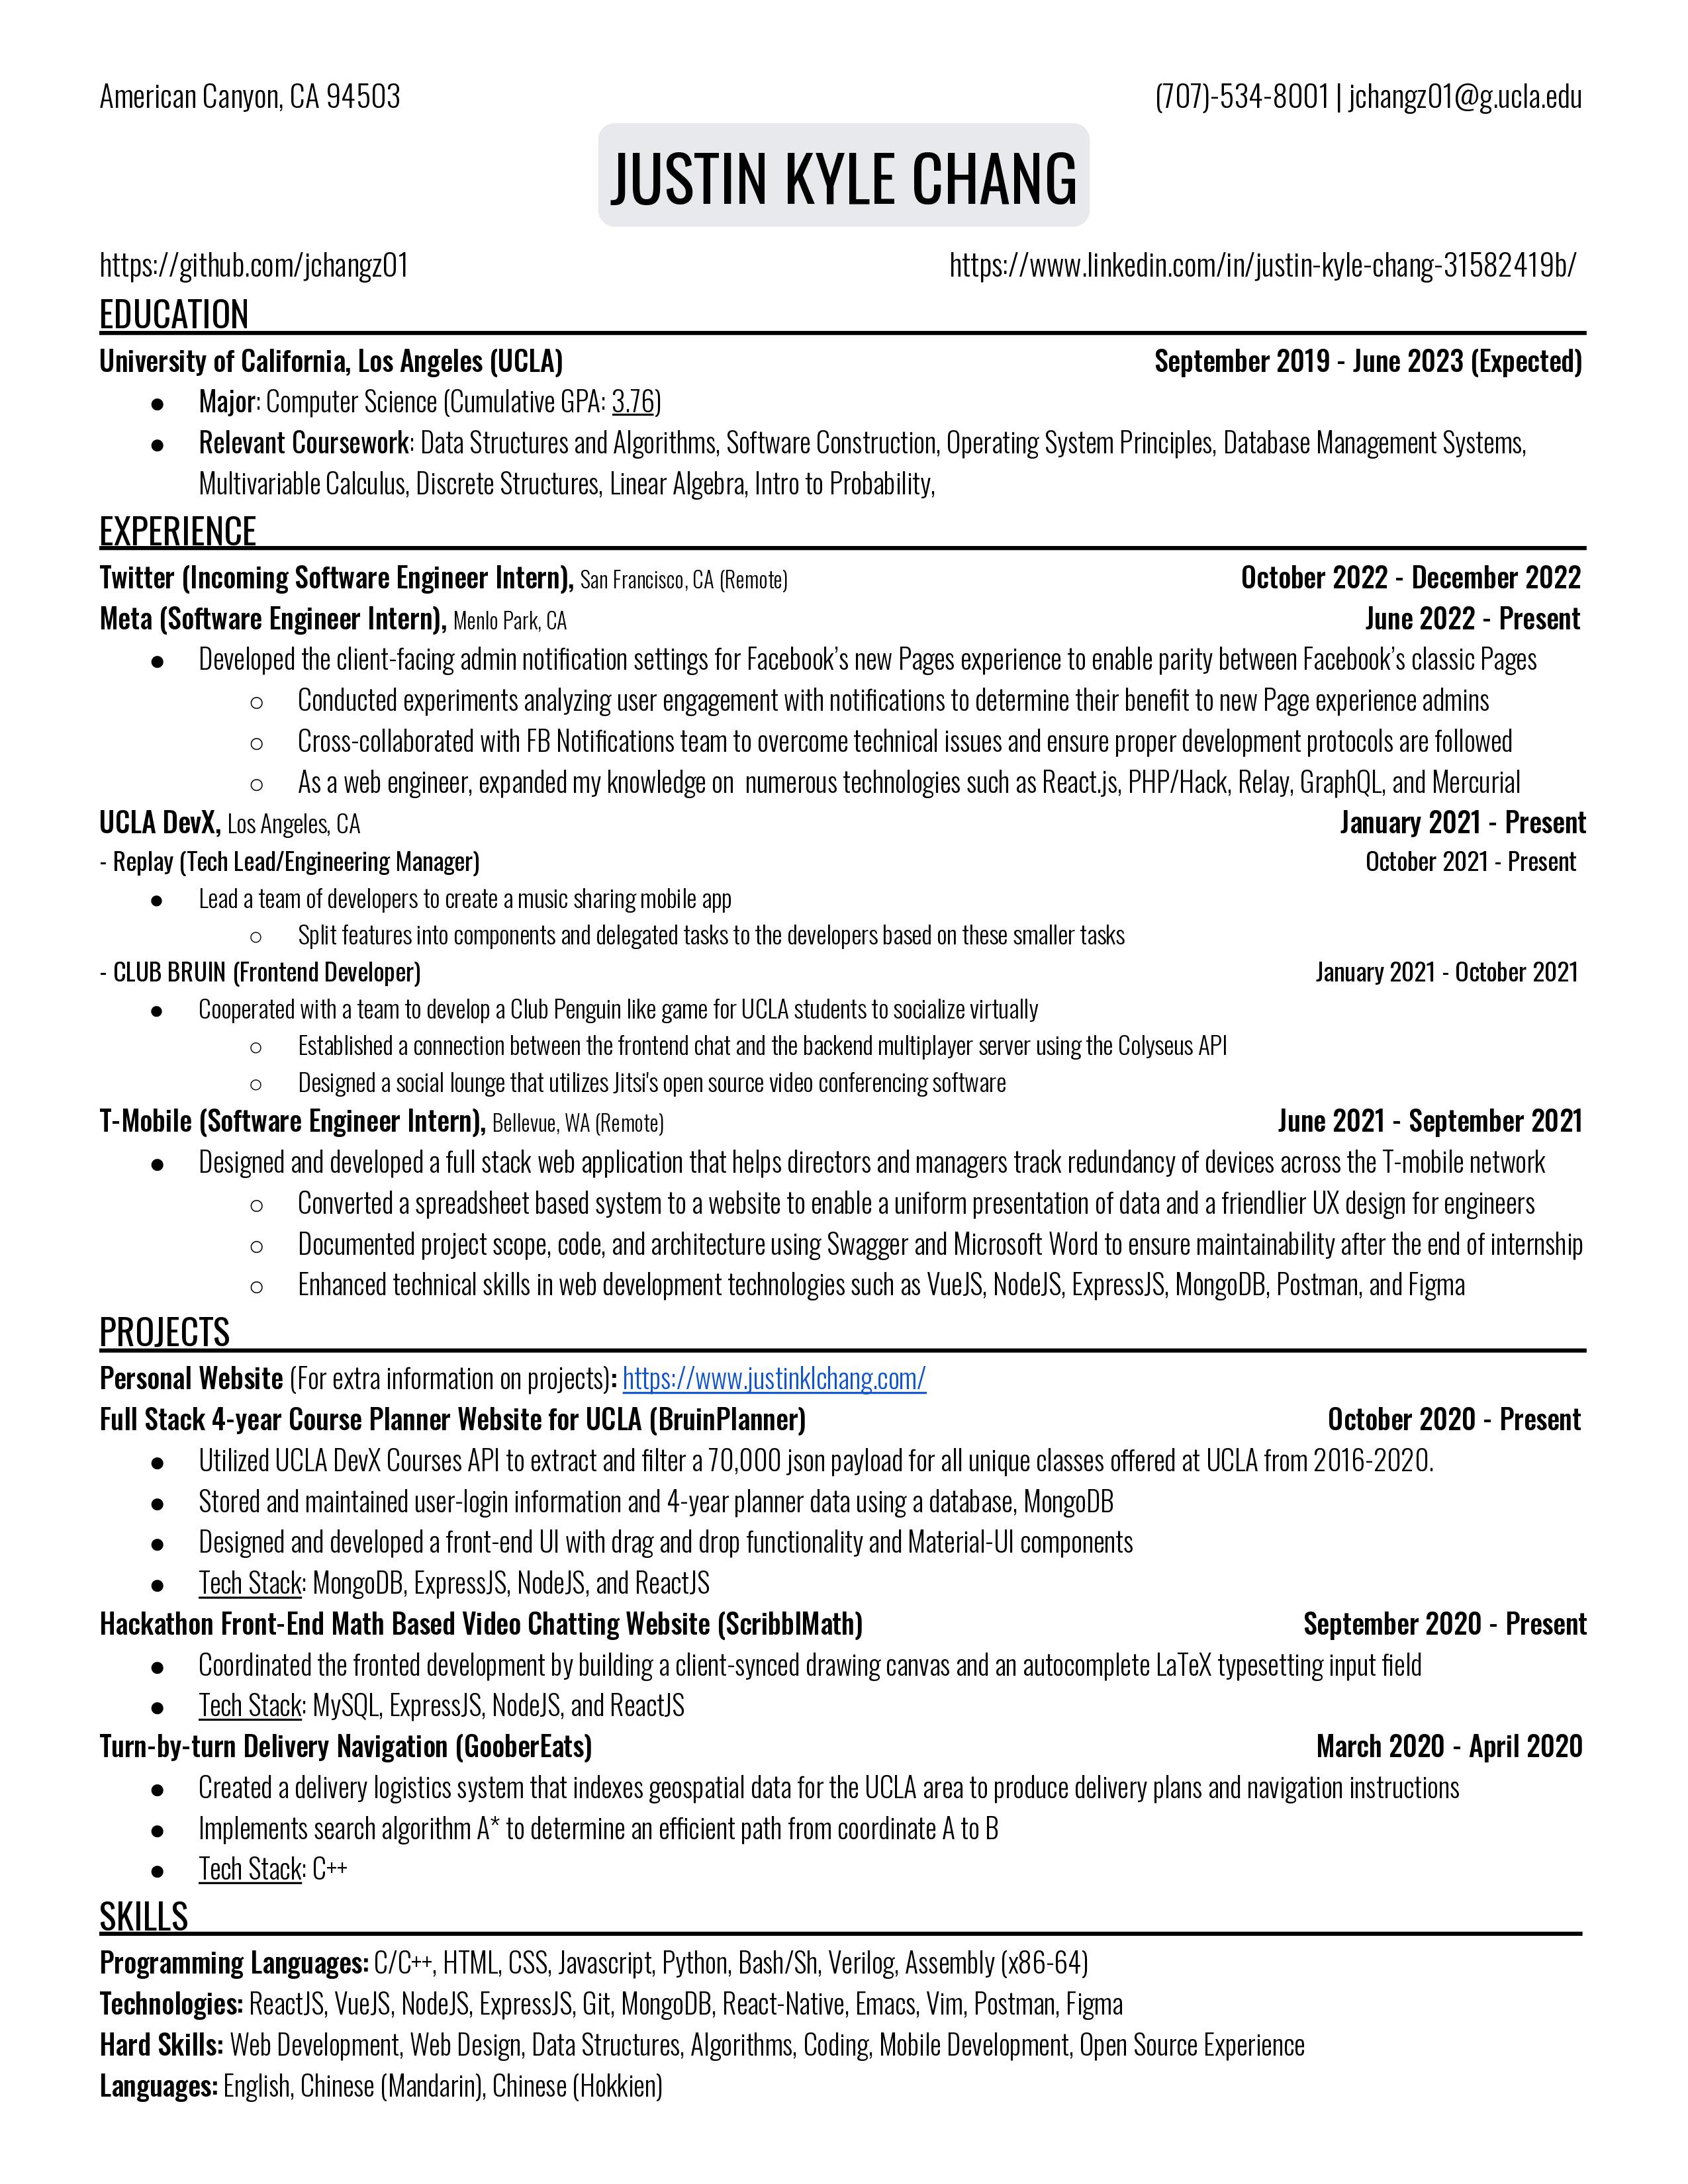 American Canyon, CA 94503 (707)-534-8001 | jchangz01@g.ucla.edu
JUSTIN KYLE CHANG
https://github.com/jchangz01 https://www.linkedin.com/in/justin-kyle-chang-31582419b/
EDUCATION
University of California, Los Angeles (UCLA) September 2019 - June 2023 (Expected)
● Major: Computer Science (Cumulative GPA: 3.76)
● Relevant Coursework: Data Structures and Algorithms, Software Construction, Operating System Principles, Database Management Systems,
Multivariable Calculus, Discrete Structures, Linear Algebra, Intro to Probability,
EXPERIENCE
Twitter (Incoming Software Engineer Intern), San Francisco, CA (Remote) October 2022 - December 2022
Meta (Software Engineer Intern), Menlo Park, CA June 2022 - Present
● Developed the client-facing admin notification settings for Facebook's new Pages experience to enable parity between Facebook's classic Pages
○ Conducted experiments analyzing user engagement with notifications to determine their benefit to new Page experience admins
○ Cross-collaborated with FB Notifications team to overcome technical issues and ensure proper development protocols are followed
○ As a web engineer, expanded my knowledge on  numerous technologies such as React.js, PHP/Hack, Relay, GraphQL, and Mercurial
UCLA DevX, Los Angeles, CA January 2021 - Present
- Replay (Tech Lead/Engineering Manager) October 2021 - Present
● Lead a team of developers to create a music sharing mobile app
○ Split features into components and delegated tasks to the developers based on these smaller tasks
- CLUB BRUIN (Frontend Developer) January 2021 - October 2021
● Cooperated with a team to develop a Club Penguin like game for UCLA students to socialize virtually
○ Established a connection between the frontend chat and the backend multiplayer server using the Colyseus API
○ Designed a social lounge that utilizes Jitsi's open source video conferencing software
T-Mobile (Software Engineer Intern), Bellevue, WA (Remote) June 2021 - September 2021
● Designed and developed a full stack web application that helps directors and managers track redundancy of devices across the T-mobile network
○ Converted a spreadsheet based system to a website to enable a uniform presentation of data and a friendlier UX design for engineers
○ Documented project scope, code, and architecture using Swagger and Microsoft Word to ensure maintainability after the end of internship
○ Enhanced technical skills in web development technologies such as VueJS, NodeJS, ExpressJS, MongoDB, Postman, and Figma
PROJECTS
Personal Website (For extra information on projects): https://www.justinklchang.com/
Full Stack 4-year Course Planner Website for UCLA (BruinPlanner) October 2020 - Present
● Utilized UCLA DevX Courses API to extract and filter a 70,000 json payload for all unique classes offered at UCLA from 2016-2020.
● Stored and maintained user-login information and 4-year planner data using a database, MongoDB
● Designed and developed a front-end UI with drag and drop functionality and Material-UI components
● Tech Stack: MongoDB, ExpressJS, NodeJS, and ReactJS
Hackathon Front-End Math Based Video Chatting Website (ScribblMath) September 2020 - Present
● Coordinated the fronted development by building a client-synced drawing canvas and an autocomplete LaTeX typesetting input field
● Tech Stack: MySQL, ExpressJS, NodeJS, and ReactJS
Turn-by-turn Delivery Navigation (GooberEats) March 2020 - April 2020
● Created a delivery logistics system that indexes geospatial data for the UCLA area to produce delivery plans and navigation instructions
● Implements search algorithm A* to determine an efficient path from coordinate A to B
● Tech Stack: C++
SKILLS
Programming Languages: C/C++, HTML, CSS, Javascript, Python, Bash/Sh, Verilog, Assembly (x86-64)
Technologies: ReactJS, VueJS, NodeJS, ExpressJS, Git, MongoDB, React-Native, Emacs, Vim, Postman, Figma
Hard Skills: Web Development, Web Design, Data Structures, Algorithms, Coding, Mobile Development, Open Source Experience
Languages: English, Chinese (Mandarin), Chinese (Hokkien)